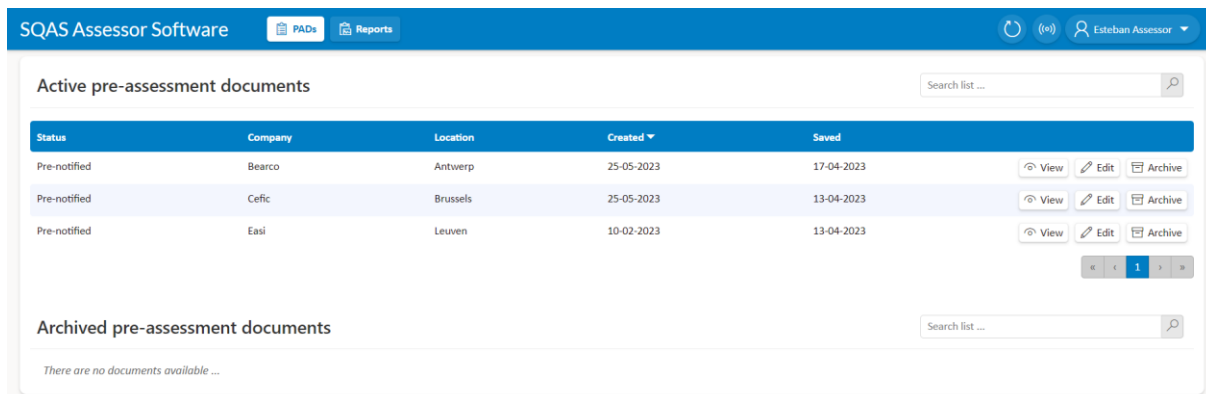 SQAS Assessor Software PADs Reports Esteban Assessor
Active pre-assessment documents Search list ...
Status Company Location Created Saved
Pre-notified Bearco Antwerp 25-05-2023 17-04-2023 View Edit Archive
Pre-notified Cefic Brussels 25-05-2023 13-04-2023 View Edit Archive
Pre-notified Easi Leuven 10-02-2023 13-04-2023 View Edit Archive
« ‹ 1 › »
Archived pre-assessment documents Search list ...
There are no documents available ...